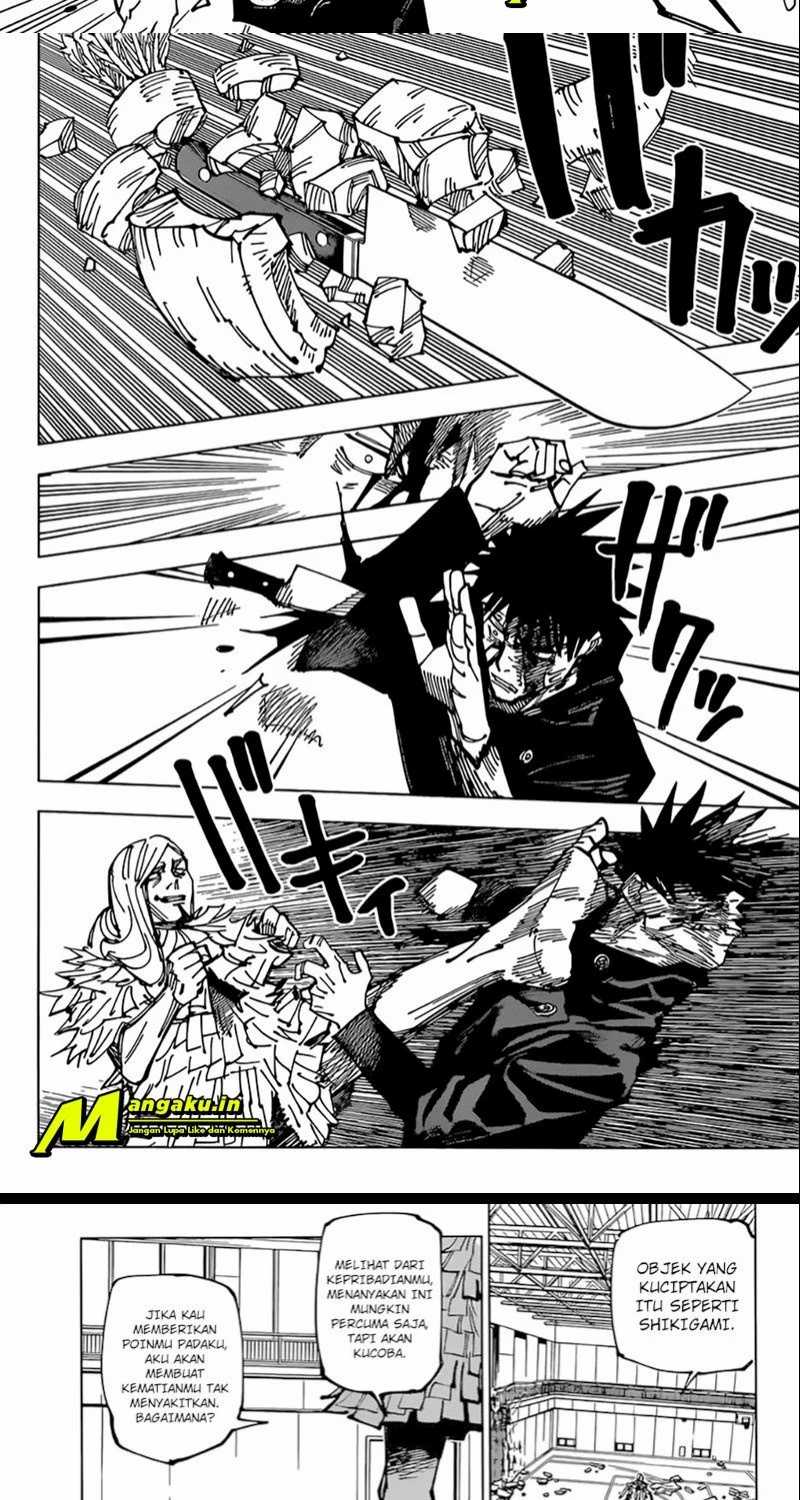 ガッ
ザクッ
バキィ
Mangaku.in
Jangan Lupa Like dan Komennya
OBJEK YANG
KUCIPTAKAN
ITU SEPERTI
SHIKIGAMI.
MELIHAT DARI
KEPRIBADIANMU,
MENANYAKAN INI
MUNGKIN
PERCUMA SAJA,
TAPI AKAN
KUCOBA.
JIKA KAU
MEMBERIKAN
POINMU PADAKU,
AKU AKAN
MEMBUAT
KEMATIANMU TAK
MENYAKITKAN.
BAGAIMANA?